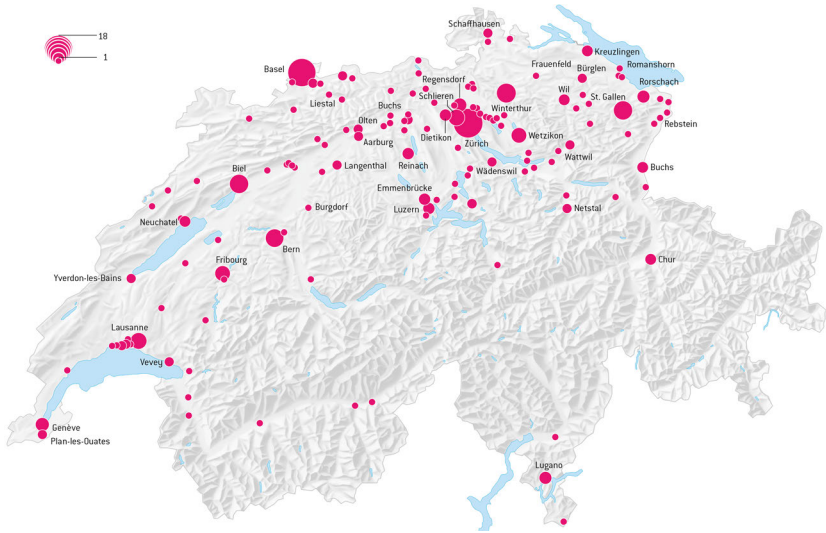 18
1
Schaffhausen
Basel
Kreuzlingen
Frauenfeld
Romanshorn
Bürglen
Rorschach
Regensdorf
Schlieren
Liestal
Buchs
Olten
Winterthur
Wil
St. Gallen
Rebstein
Aarburg
Dietikon
Zürich
Wetzikon
Wattwil
Langenthal
Reinach
Wädenswil
Buchs
Biel
Emmenbrücke
Luzern
Burgdorf
Netstal
Neuchatel
Bern
Fribourg
Chur
Yverdon-les-Bains
Lausanne
Vevey
Genève
Plan-les-Ouates
Lugano